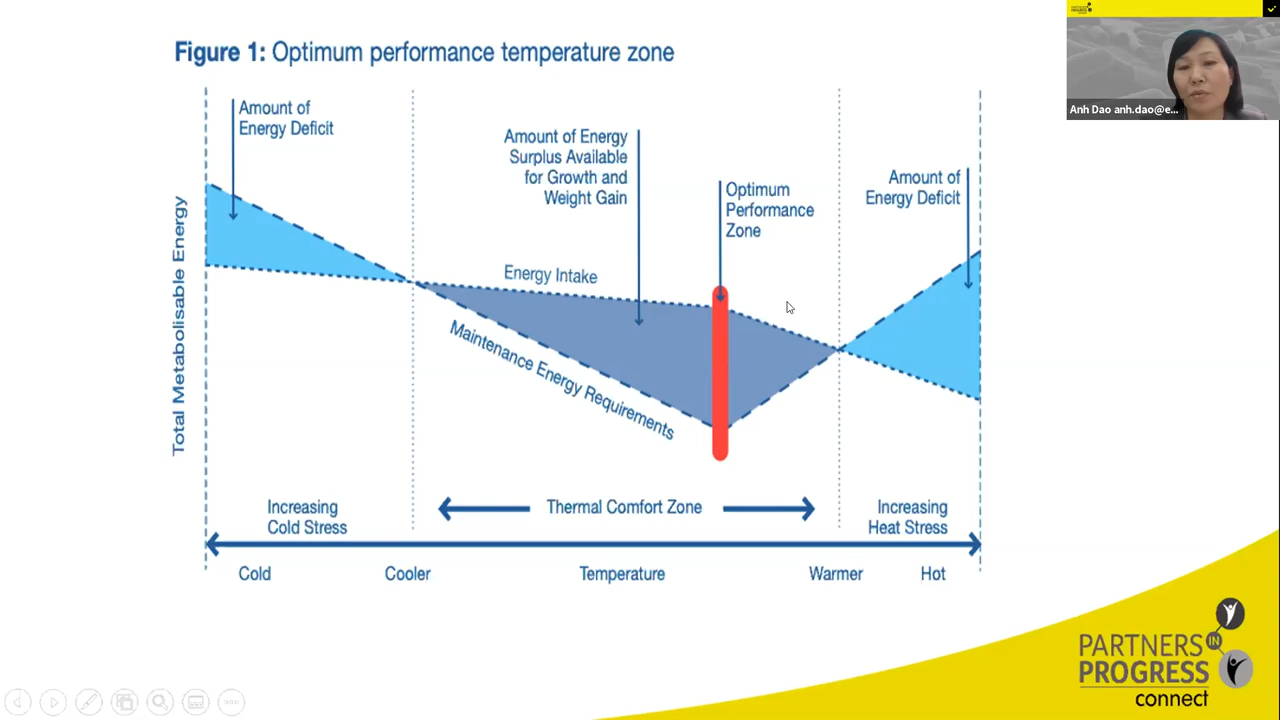 Figure 1: Optimum performance temperature zone
Amount of
Energy Deficit
Amount of Energy
Surplus Available
for Growth and
Weight Gain
Optimum
Performance
Zone
Amount of
Energy Deficit
Total Metabolisable Energy
Energy Intake
Maintenance Energy Requirements
Increasing
Cold Stress
Thermal Comfort Zone
Increasing
Heat Stress
Cold
Cooler
Temperature
Warmer
Hot
Anh Dao anh.dao@e...
PARTNERS
IN
PROGRESS
connect